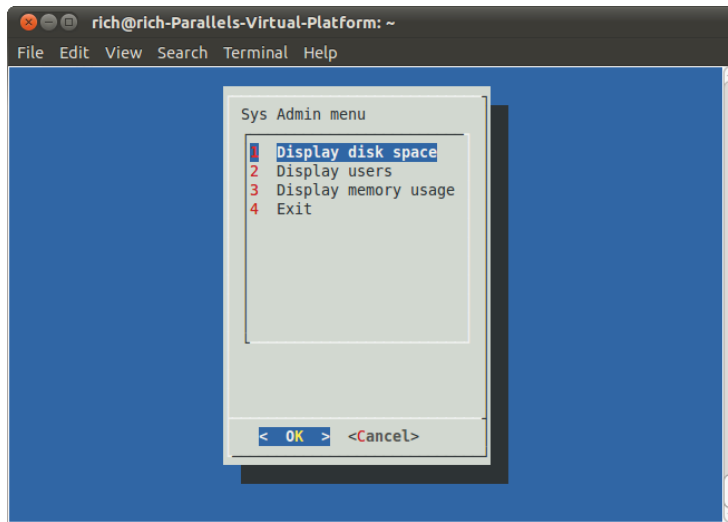 rich@rich-Parallels-Virtual-Platform: ~
File Edit View Search Terminal Help
Sys Admin menu
1 Display disk space
2 Display users
3 Display memory usage
4 Exit
< OK > <Cancel>